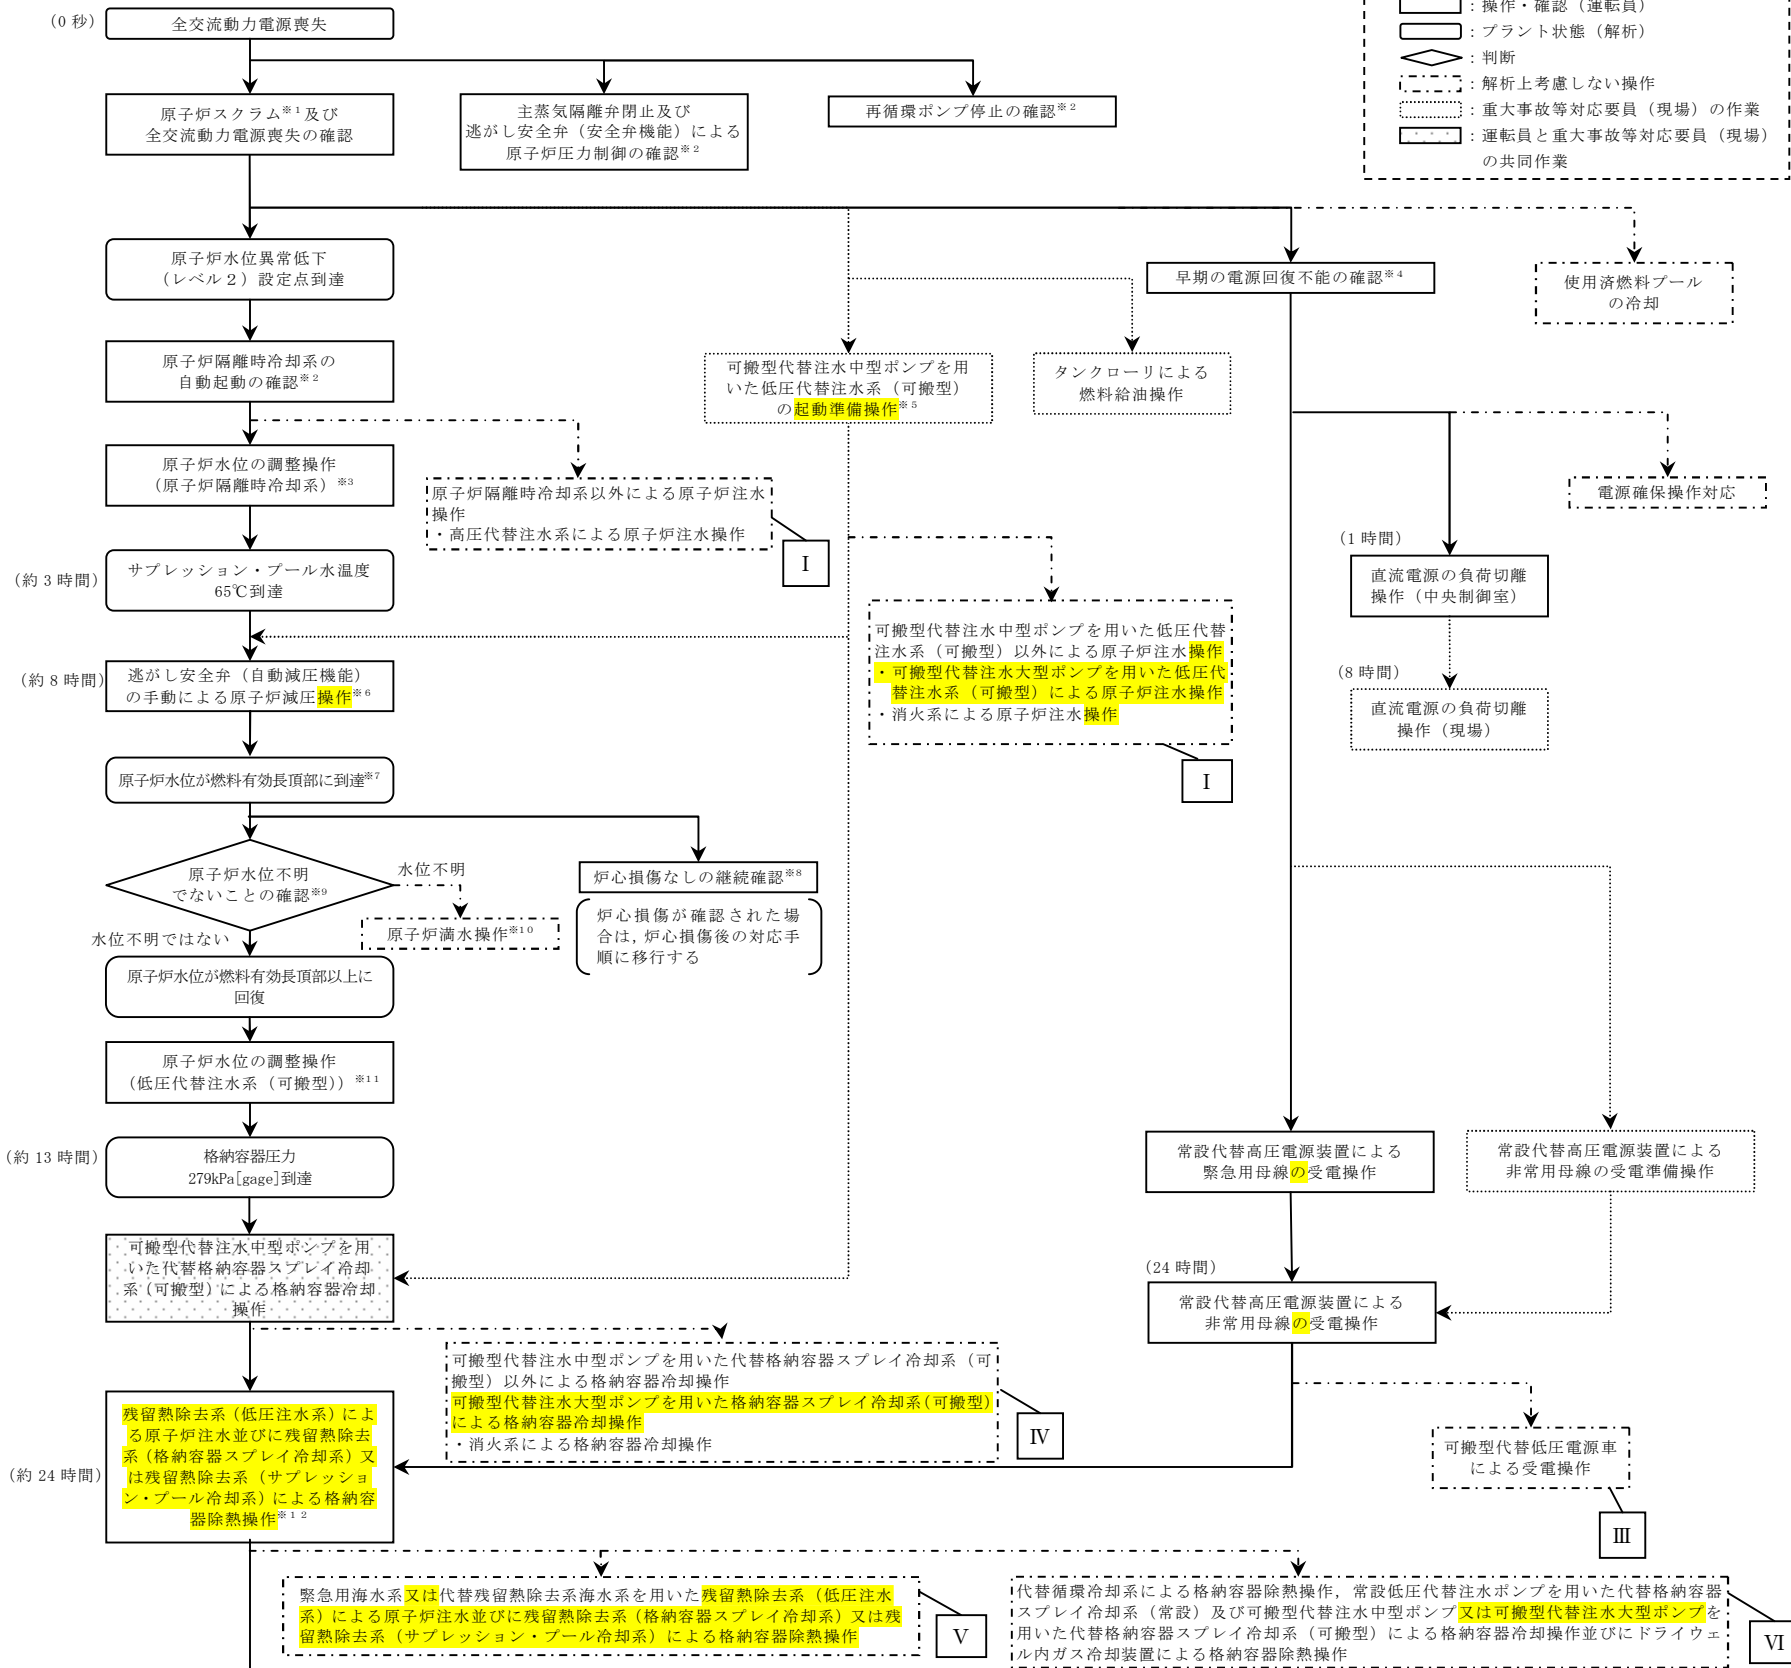 ：操作・確認（運転員）
：プラント状態（解析）
：判断
：解析上考慮しない操作
：重大事故等対応要員（現場）の作業
：運転員と重大事故等対応要員（現場）
の共同作業
（0 秒）
全交流動力電源喪失
原子炉スクラム※１及び
全交流動力電源喪失の確認
主蒸気隔離弁閉止及び
逃がし安全弁（安全弁機能）による
原子炉圧力制御の確認※２
再循環ポンプ停止の確認※２
原子炉水位異常低下
（レベル２）設定点到達
早期の電源回復不能の確認※４
使用済燃料プール
の冷却
原子炉隔離時冷却系の
自動起動の確認※２
可搬型代替注水中型ポンプを用
いた低圧代替注水系（可搬型）
の起動準備操作※５
タンクローリによる
燃料給油操作
原子炉水位の調整操作
（原子炉隔離時冷却系）※3
原子炉隔離時冷却系以外による原子炉注水
操作
・高圧代替注水系による原子炉注水操作
Ⅰ
電源確保操作対応
（1 時間）
直流電源の負荷切離
操作（中央制御室）
（約 3 時間）
サプレッション・プール水温度
65℃到達
可搬型代替注水中型ポンプを用いた低圧代替
注水系（可搬型）以外による原子炉注水操作
・可搬型代替注水大型ポンプを用いた低圧代
替注水系（可搬型）による原子炉注水操作
・消火系による原子炉注水操作
Ⅰ
（8 時間）
直流電源の負荷切離
操作（現場）
（約 8 時間）
逃がし安全弁（自動減圧機能）
の手動による原子炉減圧操作※６
原子炉水位が燃料有効長頂部に到達※7
原子炉水位不明
でないことの確認※9
水位不明
原子炉満水操作※10
炉心損傷なしの継続確認※8
炉心損傷が確認された場
合は，炉心損傷後の対応手
順に移行する
水位不明ではない
原子炉水位が燃料有効長頂部以上に
回復
原子炉水位の調整操作
（低圧代替注水系（可搬型））※11
（約 13 時間）
格納容器圧力
279kPa[gage]到達
常設代替高圧電源装置による
緊急用母線の受電操作
常設代替高圧電源装置による
非常用母線の受電準備操作
可搬型代替注水中型ポンプを用
いた代替格納容器スプレイ冷却
系（可搬型）による格納容器冷却
操作
（24 時間）
常設代替高圧電源装置による
非常用母線の受電操作
可搬型代替注水中型ポンプを用いた代替格納容器スプレイ冷却系（可
搬型）以外による格納容器冷却操作
可搬型代替注水大型ポンプを用いた格納容器スプレイ冷却系（可搬型）
による格納容器冷却操作
・消火系による格納容器冷却操作
Ⅳ
可搬型代替低圧電源車
による受電操作
Ⅲ
（約 24 時間）
残留熱除去系（低圧注水系）によ
る原子炉注水並びに残留熱除去
系（格納容器スプレイ冷却系）又
は残留熱除去系（サプレッショ
ン・プール冷却系）による格納容
器除熱操作※１２
緊急用海水系又は代替残留熱除去系海水系を用いた残留熱除去系（低圧注水
系）による原子炉注水並びに残留熱除去系（格納容器スプレイ冷却系）又は残
留熱除去系（サプレッション・プール冷却系）による格納容器除熱操作
Ⅴ
代替循環冷却系による格納容器除熱操作，常設低圧代替注水ポンプを用いた代替格納容器
スプレイ冷却系（常設）及び可搬型代替注水中型ポンプ又は可搬型代替注水大型ポンプを
用いた代替格納容器スプレイ冷却系（可搬型）による格納容器冷却操作並びにドライウェ
ル内ガス冷却装置による格納容器除熱操作
Ⅵ